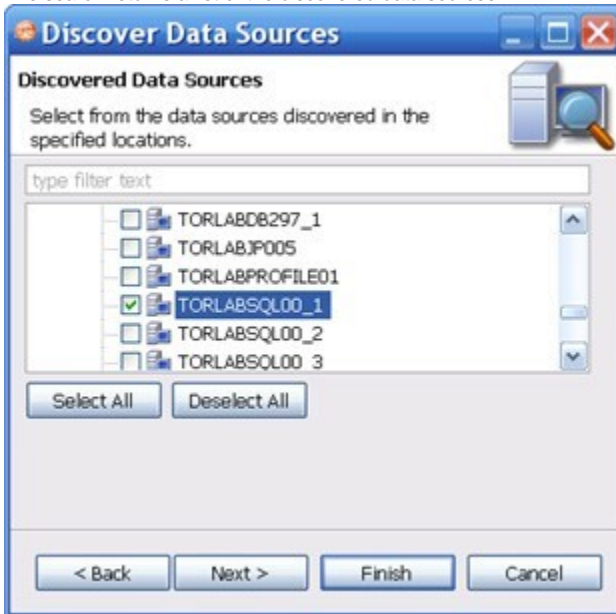 Discover Data Sources
Discovered Data Sources
Select from the data sources discovered in the
specified locations.
type filter text
TORLABDB297_1
TORLABJP005
TORLABPROFILE01
TORLABSQL00_1
TORLABSQL00_2
TORLABSQL00_3
Select All
Deselect All
< Back
Next >
Finish
Cancel